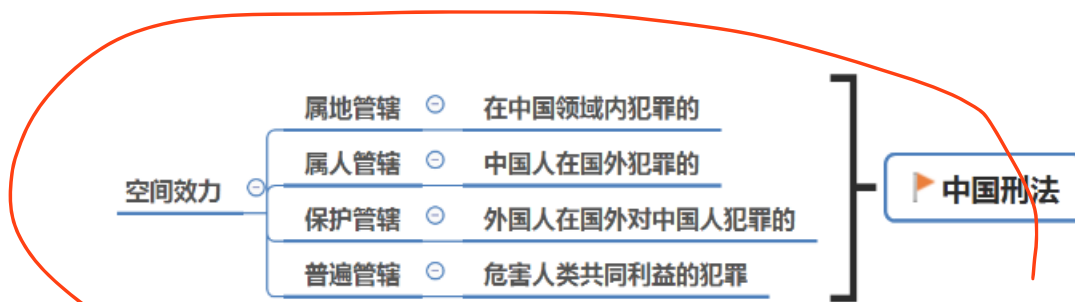 属地管辖 在中国领域内犯罪的
属人管辖 中国人在国外犯罪的
空间效力
中国刑法
保护管辖 外国人在国外对中国人犯罪的
普遍管辖 危害人类共同利益的犯罪